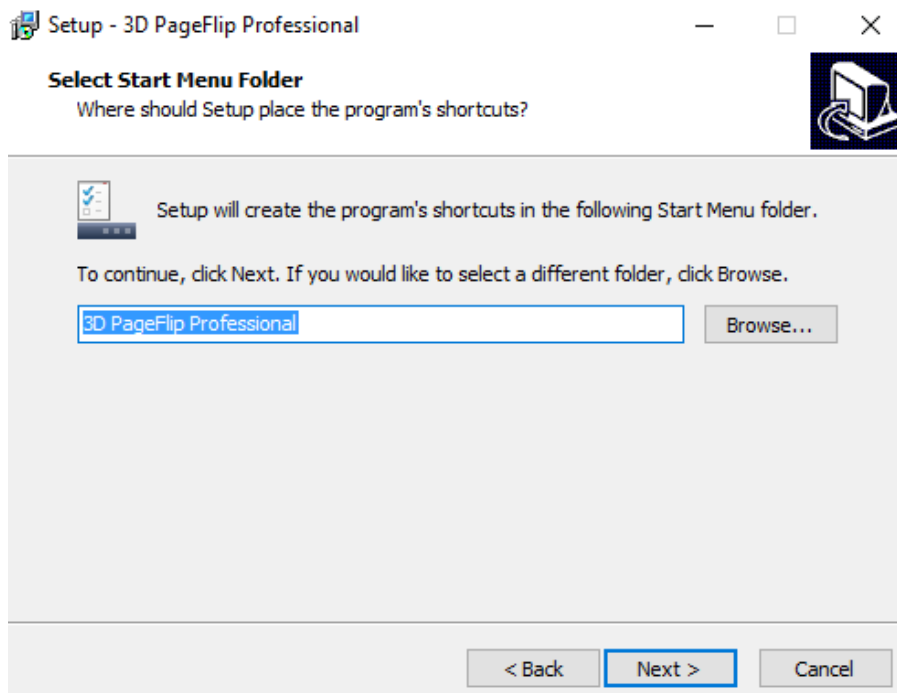 Setup - 3D PageFlip Professional
Select Start Menu Folder
Where should Setup place the program's shortcuts?
Setup will create the program's shortcuts in the following Start Menu folder.
To continue, click Next. If you would like to select a different folder, click Browse.
3D PageFlip Professional
Browse...
< Back
Next >
Cancel